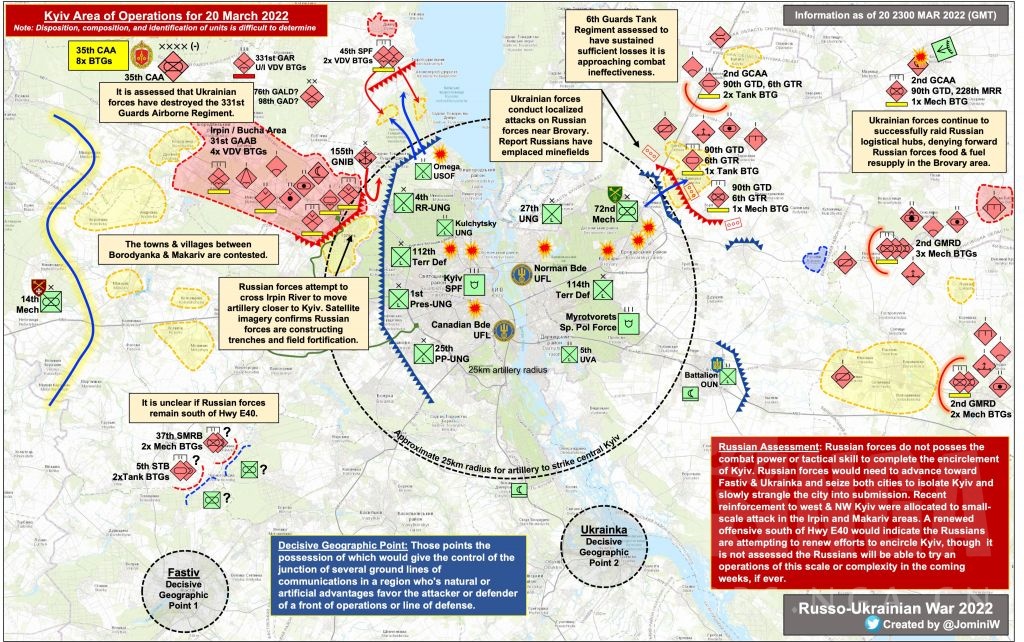 Kyiv Area of Operations for 20 March 2022
Note: Disposition, composition, and identification of units is difficult to determine
Information as of 20 2300 MAR 2022 (GMT)
35th CAA
8x BTGs
XXXX (-)
35th CAA
331st GAR
U/I VDV BTGs
76th GALD?
98th GAD?
45th SPF
2x VDV BTGs
6th Guards Tank
Regiment assessed to
have sustained
sufficient losses it is
approaching combat
ineffectiveness.
2nd GCAA
90th GTD, 6th GTR
2x Tank BTG
2nd GCAA
90th GTD, 228th MRR
1x Mech BTG
It is assessed that Ukrainian
forces have destroyed the 331st
Guards Airborne Regiment.
Ukrainian forces
conduct localized
attacks on Russian
forces near Brovary.
Report Russians have
emplaced minefields
Ukrainian forces continue to
successfully raid Russian
logistical hubs, denying forward
Russian forces food & fuel
resupply in the Brovary area.
Irpin / Bucha Area
31st GAAB
4x VDV BTGs
155th
GNIB
Omega
USOF
90th GTD
6th GTR
1x Tank BTG
90th GTD
6th GTR
1x Mech BTG
4th
RR-UNG
27th
UNG
72nd
Mech
Kulchytsky
UNG
The towns & villages between
Borodyanka & Makariv are contested.
112th
Terr Def
2nd GMRD
3x Mech BTGs
Norman Bde
UFL
Kyiv
SPF
114th
Terr Def
14th
Mech
Russian forces attempt to
cross Irpin River to move
artillery closer to Kyiv. Satellite
imagery confirms Russian
forces are constructing
trenches and field fortification.
1st
Pres-UNG
Canadian Bde
UFL
Myrotvorets
Sp. Pol Force
25th
PP-UNG
5th
UVA
25km artillery radius
Battalion
OUN
2nd GMRD
2x Mech BTGs
It is unclear if Russian forces
remain south of Hwy E40.
37th SMRB
2x Mech BTGs
?
5th STB
2xTank BTGs
?
?
?
Approximate 25km radius for artillery to strike central Kyiv
Russian Assessment: Russian forces do not posses the
combat power or tactical skill to complete the encirclement
of Kyiv. Russian forces would need to advance toward
Fastiv & Ukrainka and seize both cities to isolate Kyiv and
slowly strangle the city into submission. Recent
reinforcement to west & NW Kyiv were allocated to small-
scale attack in the Irpin and Makariv areas. A renewed
offensive south of Hwy E40 would indicate the Russians
are attempting to renew efforts to encircle Kyiv, though it
is not assessed the Russians will be able to try an
operations of this scale or complexity in the coming
weeks, if ever.
Ukrainka
Decisive
Geographic
Point 2
Decisive Geographic Point: Those points the
possession of which would give the control of the
junction of several ground lines of
communications in a region who's natural or
artificial advantages favor the attacker or defender
of a front of operations or line of defense.
Fastiv
Decisive
Geographic
Point 1
Russo-Ukrainian War 2022
Created by @JominiW